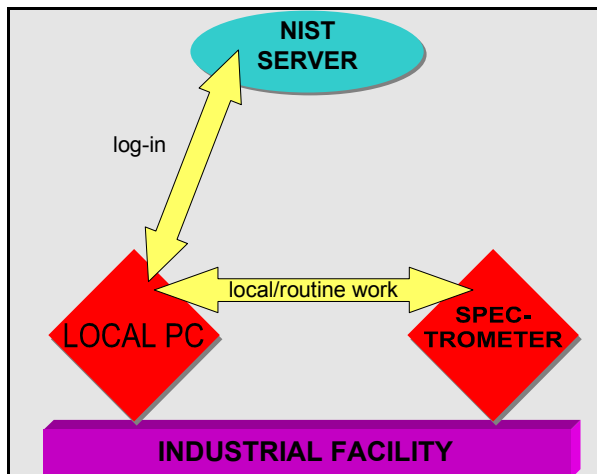 NIST
SERVER
log-in
local/routine work
LOCAL PC
SPEC-
TROMETER
INDUSTRIAL FACILITY